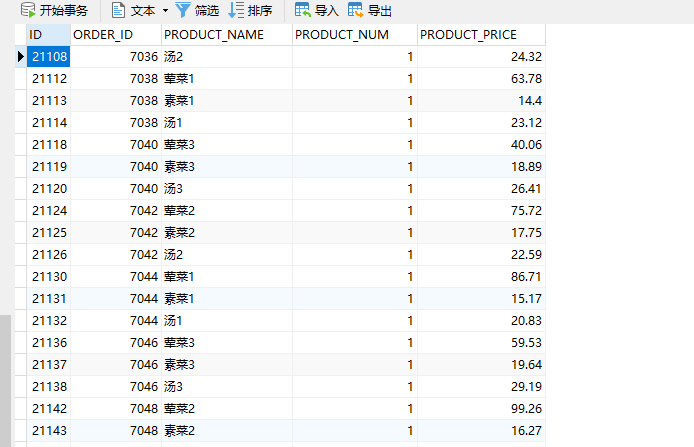 开始事务 文本 筛选 排序 导入 导出
ID ORDER_ID PRODUCT_NAME PRODUCT_NUM PRODUCT_PRICE
21108 7036 汤2 1 24.32
21112 7038 荤菜1 1 63.78
21113 7038 素菜1 1 14.4
21114 7038 汤1 1 23.12
21118 7040 荤菜3 1 40.06
21119 7040 素菜3 1 18.89
21120 7040 汤3 1 26.41
21124 7042 荤菜2 1 75.72
21125 7042 素菜2 1 17.75
21126 7042 汤2 1 22.59
21130 7044 荤菜1 1 86.71
21131 7044 素菜1 1 15.17
21132 7044 汤1 1 20.83
21136 7046 荤菜3 1 59.53
21137 7046 素菜3 1 19.64
21138 7046 汤3 1 29.19
21142 7048 荤菜2 1 99.26
21143 7048 素菜2 1 16.27